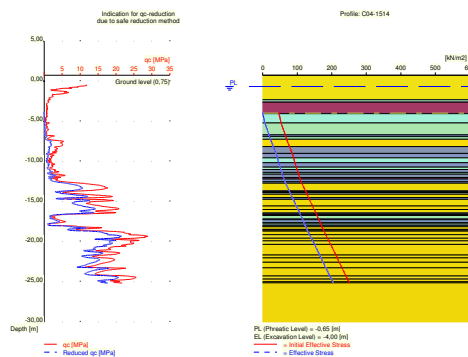 Indication for qc-reduction
due to safe reduction method
Profile: C04-1514
5,00
qc [MPa]
qc [MPa]
[kN/m2]
0,00
0 5 10 15 20 25 30 35
Ground level (0,75)
PL
0 100 200 300 400 500
-5,00
-10,00
-15,00
-20,00
-25,00
-30,00
Depth [m]
qc [MPa]
Reduced qc [MPa]
PL (Phreatic Level) = -0,65 [m]
EL (Excavation Level) = -4,00 [m]
= Initial Effective Stress
= Effective Stress